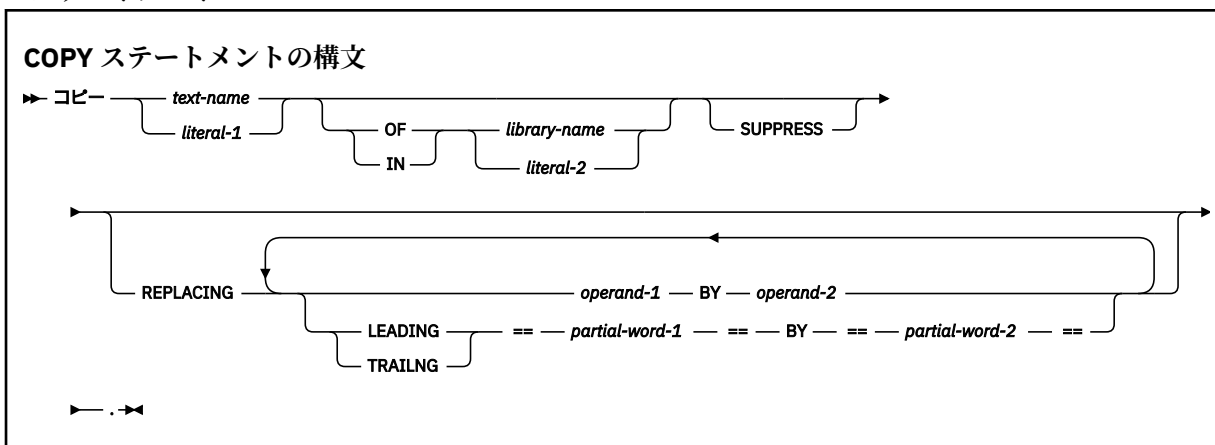 COPY ステートメントの構文
コピー text-name
literal-1
OF
IN
library-name
literal-2
SUPPRESS
REPLACING operand-1 BY operand-2
LEADING == partial-word-1 == BY == partial-word-2 ==
TRAILNG
.